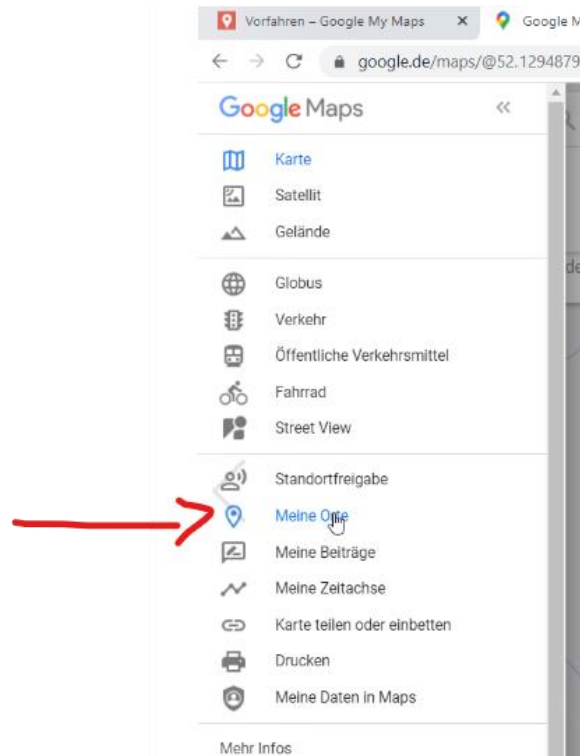 Vorfahren – Google My Maps
Google M
google.de/maps/@52.1294879
Google Maps
Karte
Satellit
Gelände
de
Globus
Verkehr
Öffentliche Verkehrsmittel
Fahrrad
Street View
Standortfreigabe
Meine Orte
Meine Beiträge
Meine Zeitachse
Karte teilen oder einbetten
Drucken
Meine Daten in Maps
Mehr Infos